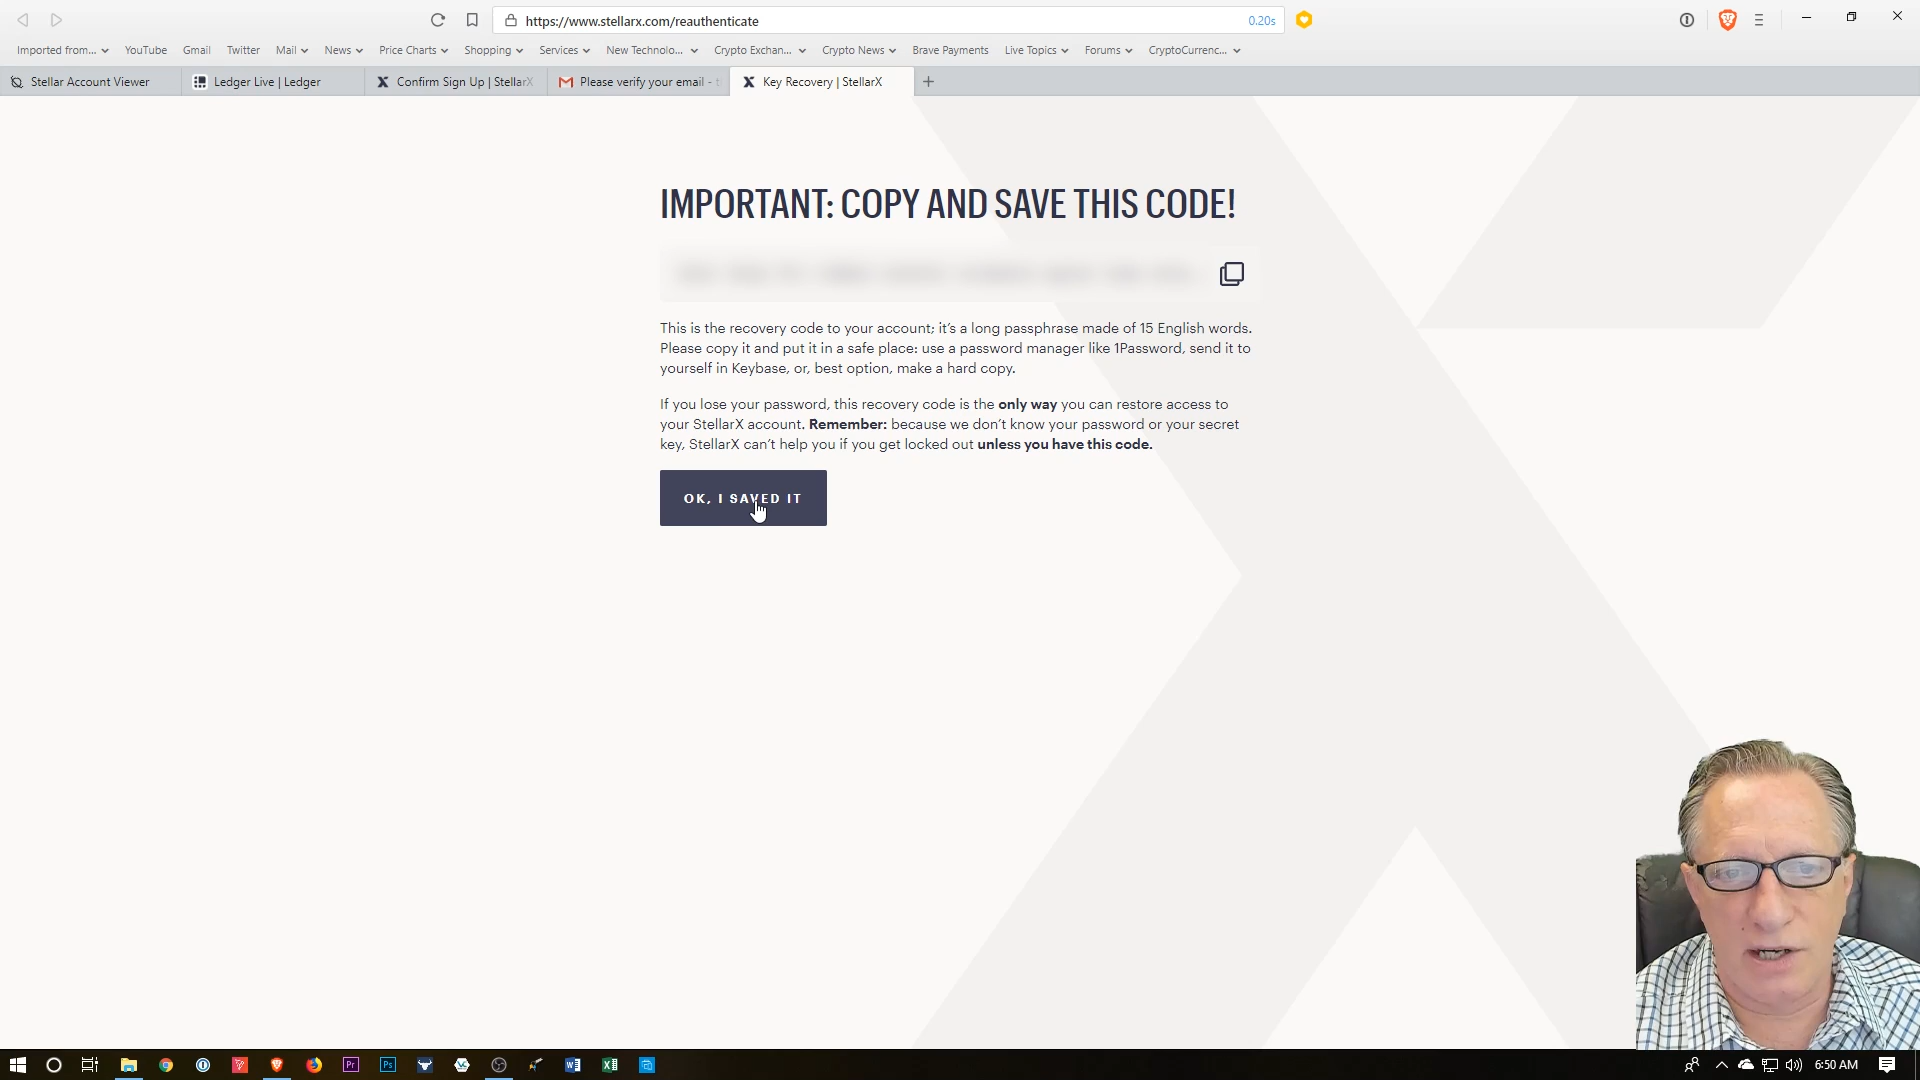 https://www.stellarx.com/reauthenticate
0.20s
Imported from...
YouTube
Gmail
Twitter
Mail
News
Price Charts
Shopping
Services
New Technolo...
Crypto Exchan...
Crypto News
Brave Payments
Live Topics
Forums
CryptoCurrenc...
Stellar Account Viewer
Ledger Live | Ledger
Confirm Sign Up | StellarX
Please verify your email -
Key Recovery | StellarX
IMPORTANT: COPY AND SAVE THIS CODE!
This is the recovery code to your account; it's a long passphrase made of 15 English words.
Please copy it and put it in a safe place: use a password manager like 1Password, send it to
yourself in Keybase, or, best option, make a hard copy.
If you lose your password, this recovery code is the only way you can restore access to
your StellarX account. Remember: because we don't know your password or your secret
key, StellarX can't help you if you get locked out unless you have this code.
OK, I SAVED IT
Pr
Ps
6:50 AM